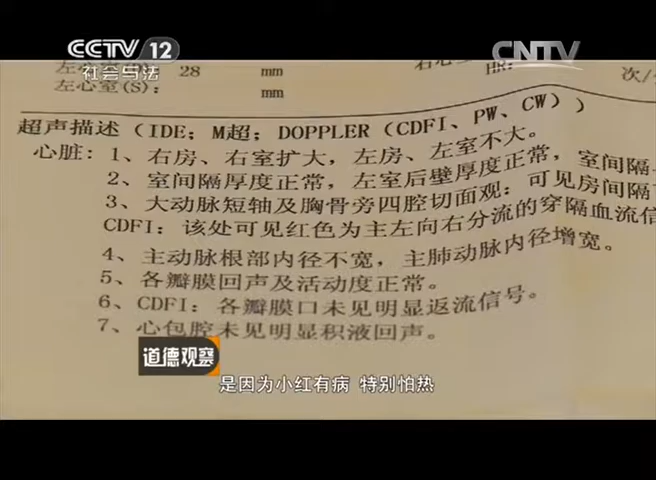 CCTV 12
社会与法
CNTV
左心室(D): 28 mm
HR: 次/
左心室(S): mm
超声描述（IDE；M超；DOPPLER（CDFI、PW、CW））
心脏：1、右房、右室扩大，左房、左室不大。
2、室间隔厚度正常，左室后壁厚度正常，室间隔
3、大动脉短轴及胸骨旁四腔切面观：可见房间隔
CDFI：该处可见红色为主左向右分流的穿隔血流信
4、主动脉根部内径不宽，主肺动脉内径增宽。
5、各瓣膜回声及活动度正常。
6、CDFI：各瓣膜口未见明显返流信号。
7、心包腔未见明显积液回声。
道德观察
是因为小红有病 特别怕热